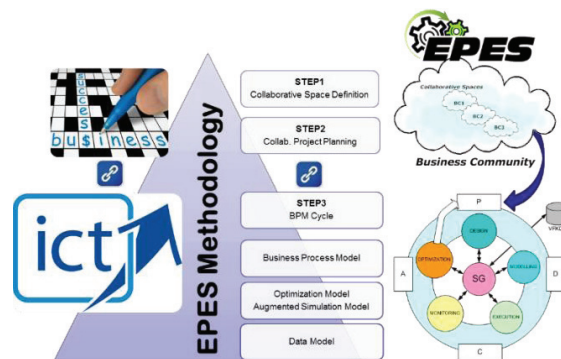 success
bu$iness
ict
EPES Methodology
STEP1
Collaborative Space Definition
STEP2
Collab. Project Planning
STEP3
BPM Cycle
Business Process Model
Optimization Model
Augmented Simulation Model
Data Model
EPES
Collaborative Spaces
BC1
BC2
Business Community
P
DESIGN
OPTIMIZATION
MODELLING
A
SG
D
MONITORING
EXECUTION
C